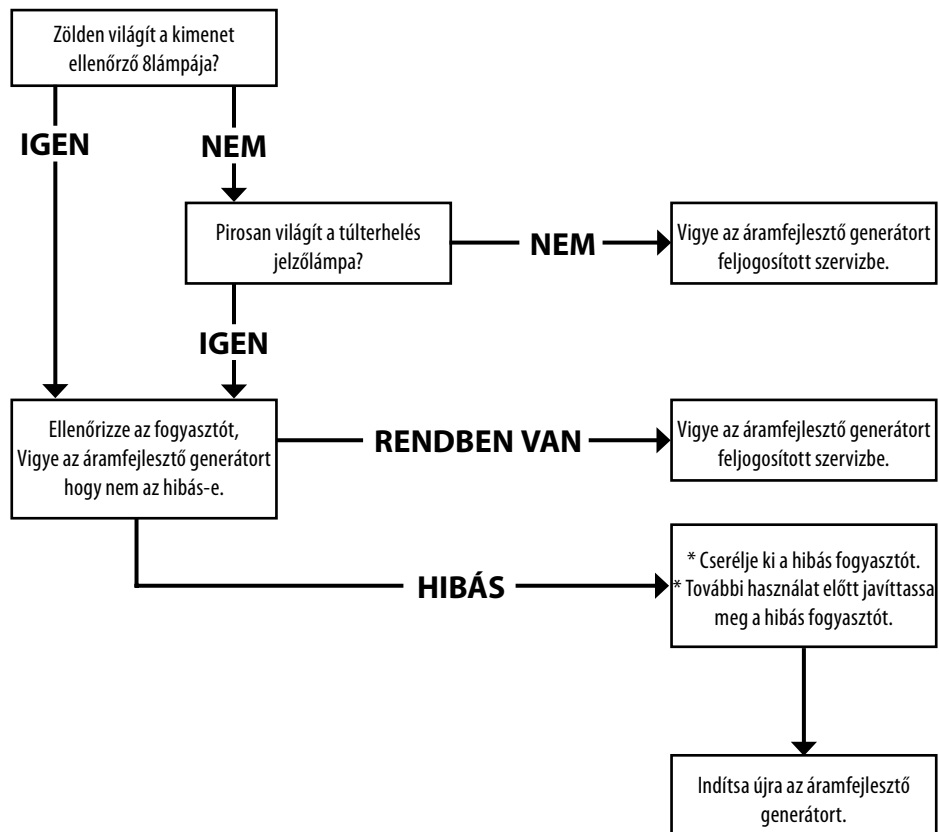 Zölden világít a kimenet
ellenőrző 8lámpája?
IGEN
NEM
Pirosan világít a túlterhelés
jelzőlámpa?
NEM
Vigye az áramfejlesztő generátort
feljogosított szervizbe.
IGEN
Ellenőrizze az fogyasztót,
Vigye az áramfejlesztő generátort
hogy nem az hibás-e.
RENDBEN VAN
Vigye az áramfejlesztő generátort
feljogosított szervizbe.
HIBÁS
* Cserélje ki a hibás fogyasztót.
* További használat előtt javíttassa
meg a hibás fogyasztót.
Indítsa újra az áramfejlesztő
generátort.